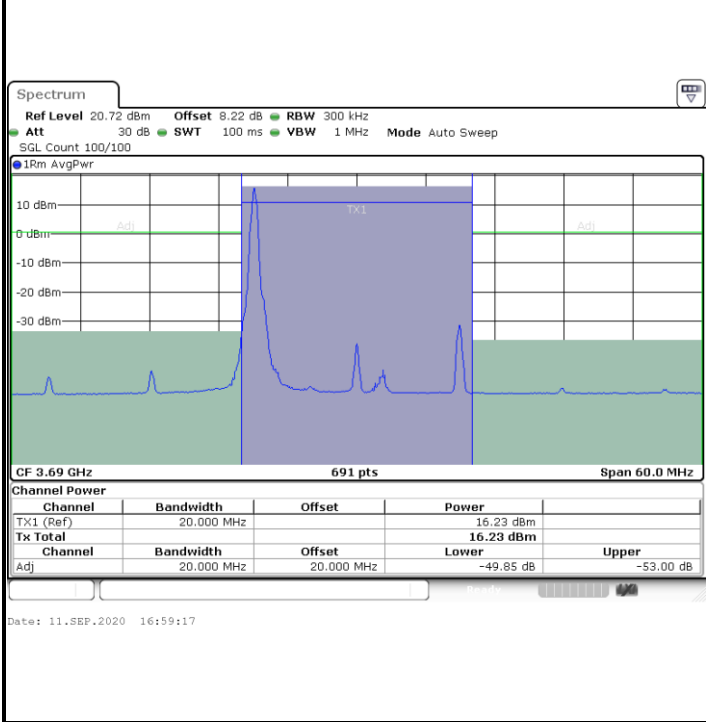 Spectrum
Ref Level 20.72 dBm Offset 8.22 dB RBW 300 kHz
Att 30 dB SWT 100 ms VBW 1 MHz Mode Auto Sweep
SGL Count 100/100
1Rm AvgPwr
10 dBm
TX1
Adj
Adj
0 dBm
-10 dBm
-20 dBm
-30 dBm
CF 3.69 GHz 691 pts Span 60.0 MHz
Channel Power
Channel Bandwidth Offset Power
TX1 (Ref) 20.000 MHz 16.23 dBm
Tx Total 16.23 dBm
Channel Bandwidth Offset Lower Upper
Adj 20.000 MHz 20.000 MHz -49.85 dB -53.00 dB
Ready
Date: 11.SEP.2020 16:59:17